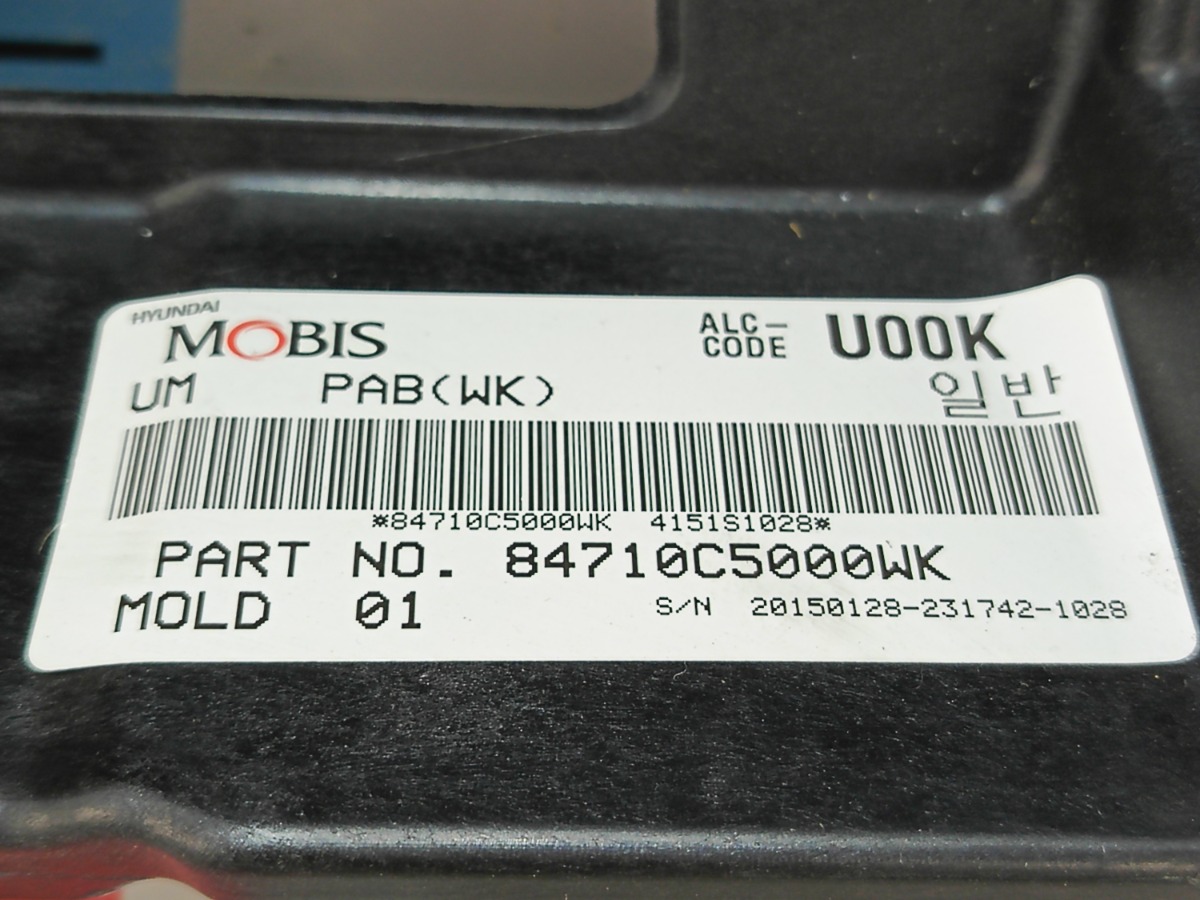 HYUNDAI
MOBIS
ALC-
CODE
U00K
UM PAB(WK)
일반
*84710C5000WK 4151S1028*
PART NO. 84710C5000WK
MOLD 01
S/N 20150128-231742-1028